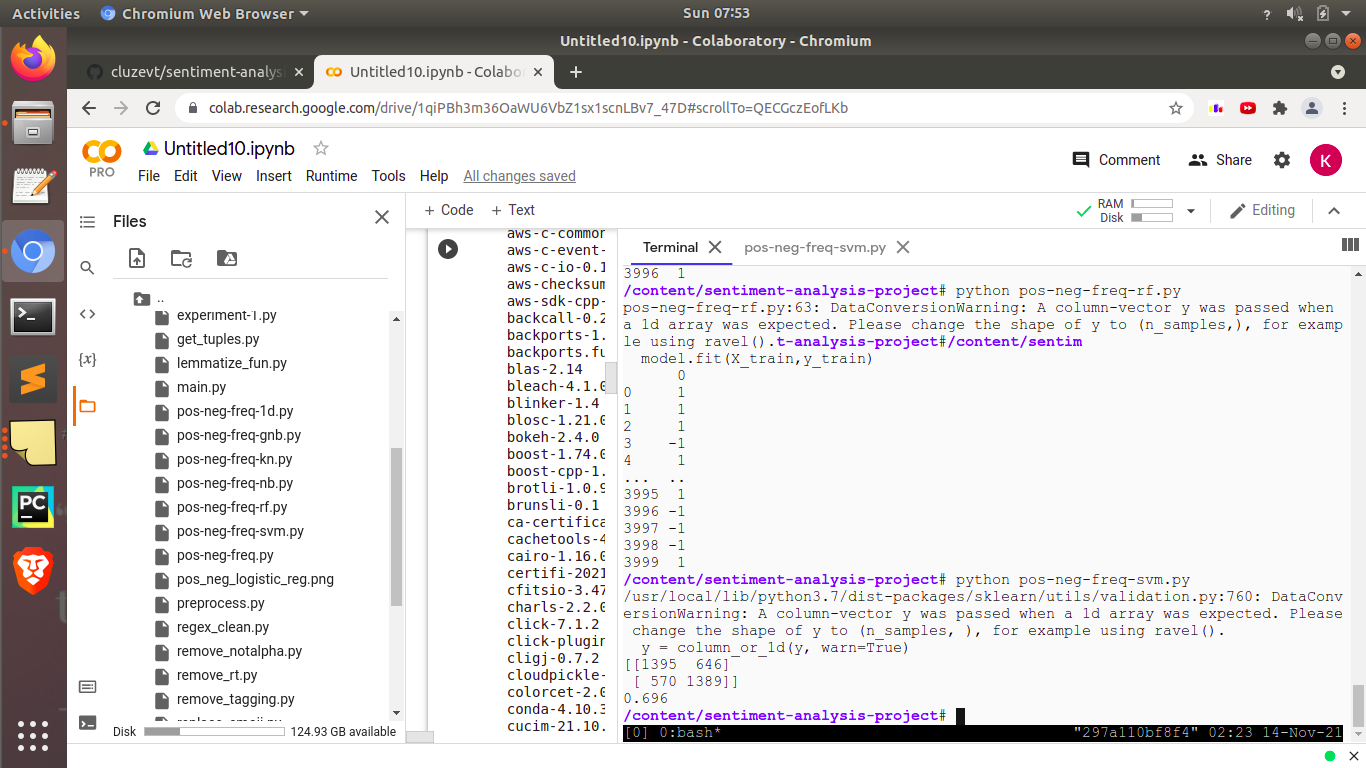 Activities
Chromium Web Browser
Sun 07:53
?
Untitled10.ipynb - Colaboratory - Chromium
cluzevt/sentiment-analysi
Untitled10.ipynb - Colabo
colab.research.google.com/drive/1qiPBh3m36OaWU6VbZ1sx1scnLBv7_47D#scrollTo=QECGczEofLKb
PRO
Untitled10.ipynb
File Edit View Insert Runtime Tools Help All changes saved
Comment
Share
K
Files
+ Code + Text
RAM
Disk
Editing
..
experiment-1.py
get_tuples.py
lemmatize_fun.py
main.py
pos-neg-freq-1d.py
pos-neg-freq-gnb.py
pos-neg-freq-kn.py
pos-neg-freq-nb.py
pos-neg-freq-rf.py
pos-neg-freq-svm.py
pos-neg-freq.py
pos_neg_logistic_reg.png
preprocess.py
regex_clean.py
remove_notalpha.py
remove_rt.py
remove_tagging.py
Disk
124.93 GB available
{x}
PC
aws-c-common
aws-c-event-
aws-c-io-0.1
aws-checksum
aws-sdk-cpp-
backcall-0.2
backports-1.
backports.fu
blas-2.14
bleach-4.1.0
blinker-1.4
blosc-1.21.0
bokeh-2.4.0
boost-1.74.0
boost-cpp-1.
brotli-1.0.9
brunsli-0.1
ca-certifica
cachetools-4
cairo-1.16.0
certifi-2021
cfitsio-3.47
charls-2.2.0
click-7.1.2
click-plugin
cligj-0.7.2
cloudpickle-
colorcet-2.0
conda-4.10.3
cucim-21.10.
Terminal
pos-neg-freq-svm.py
3996 1
/content/sentiment-analysis-project# python pos-neg-freq-rf.py
pos-neg-freq-rf.py:63: DataConversionWarning: A column-vector y was passed when
a 1d array was expected. Please change the shape of y to (n_samples,), for examp
le using ravel().t-analysis-project#/content/sentim
model.fit(X_train,y_train)
0
0 1
1 1
2 1
3 -1
4 1
... ..
3995 1
3996 -1
3997 -1
3998 -1
3999 1
/content/sentiment-analysis-project# python pos-neg-freq-svm.py
/usr/local/lib/python3.7/dist-packages/sklearn/utils/validation.py:760: DataConv
ersionWarning: A column-vector y was passed when a 1d array was expected. Please
change the shape of y to (n_samples, ), for example using ravel().
y = column_or_1d(y, warn=True)
[[1395 646]
[ 570 1389]]
0.696
/content/sentiment-analysis-project#
[0] 0:bash*
"297a110bf8f4" 02:23 14-Nov-21